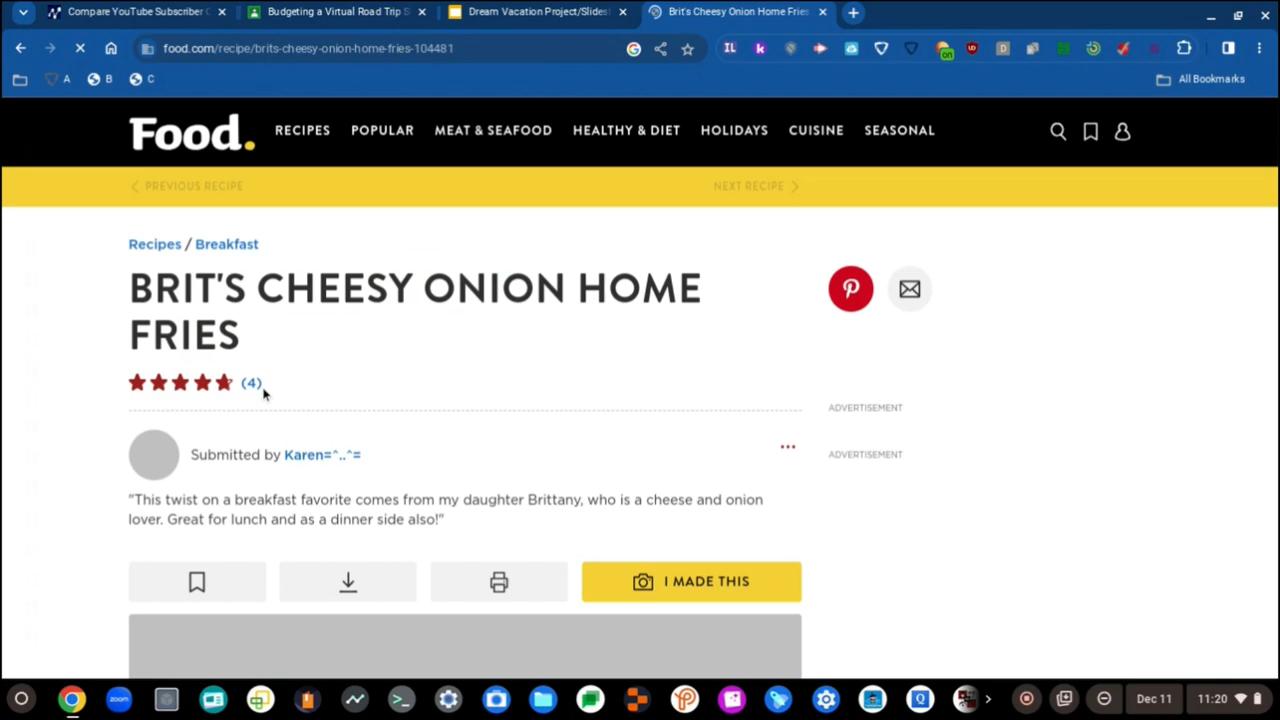 Compare YouTube Subscriber C
Budgeting a Virtual Road Trip S
Dream Vacation Project/Slides
Brit's Cheesy Onion Home Fries
food.com/recipe/brits-cheesy-onion-home-fries-104481
A B C
All Bookmarks
Food. RECIPES POPULAR MEAT & SEAFOOD HEALTHY & DIET HOLIDAYS CUISINE SEASONAL
PREVIOUS RECIPE NEXT RECIPE
Recipes / Breakfast
BRIT'S CHEESY ONION HOME
FRIES
(4)
ADVERTISEMENT
Submitted by Karen=^..^=
ADVERTISEMENT
"This twist on a breakfast favorite comes from my daughter Brittany, who is a cheese and onion
lover. Great for lunch and as a dinner side also!"
I MADE THIS
zoom
Dec 11 11:20